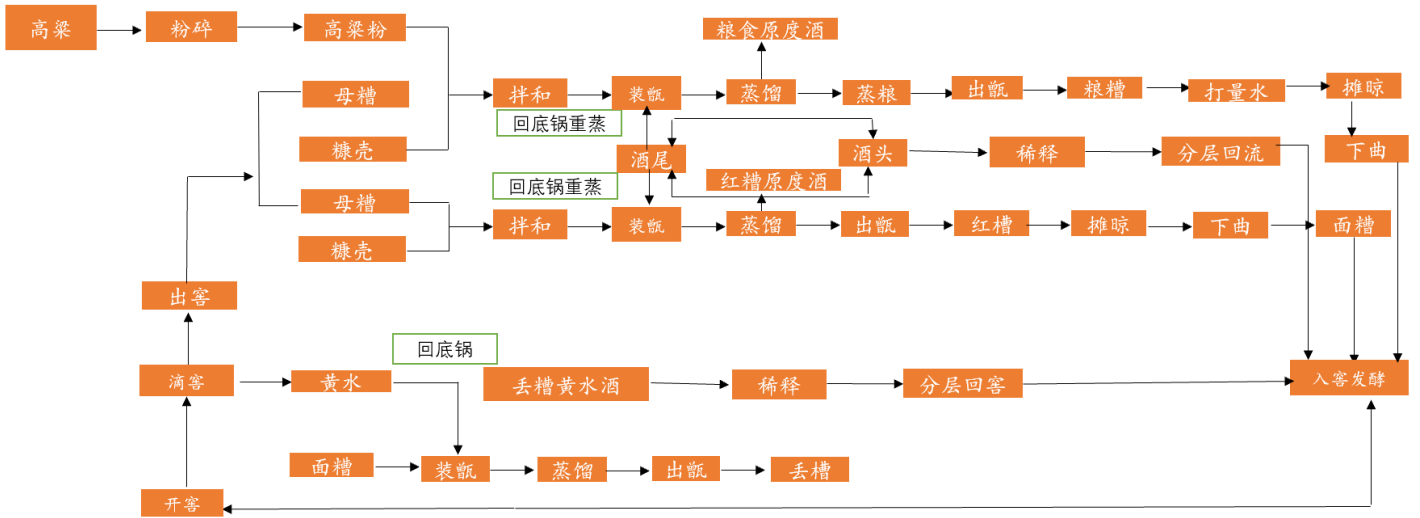 高粱
粉碎
高粱粉
粮食原度酒
母糟
糠壳
拌和
装甑
蒸馏
蒸粮
出甑
粮糟
打量水
摊晾
回底锅重蒸
酒尾
酒头
稀释
分层回流
下曲
回底锅重蒸
红糟原度酒
母糟
糠壳
拌和
装甑
蒸馏
出甑
红槽
摊晾
下曲
面糟
出窖
回底锅
滴窖
黄水
丢糟黄水酒
稀释
分层回窖
入窖发酵
面糟
装甑
蒸馏
出甑
丢槽
开窖